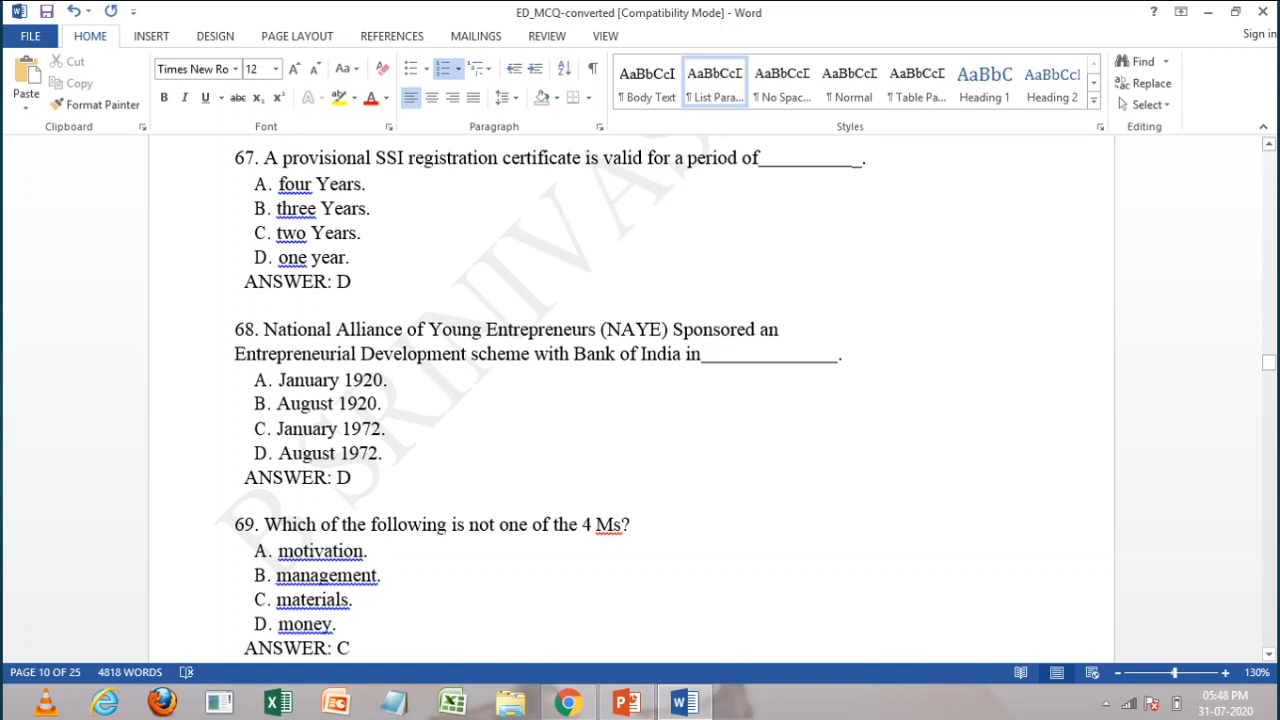 ED_MCQ-converted [Compatibility Mode] - Word
?
FILE HOME INSERT DESIGN PAGE LAYOUT REFERENCES MAILINGS REVIEW VIEW Sign in
Paste
Cut
Copy
Format Painter
Clipboard
Times New Ro 12
Font
Paragraph
AaBbCcI AaBbCcI AaBbCcI AaBbCcI AaBbCcI AaBbC AaBbCcl
¶ Body Text ¶ List Para... ¶ No Spac... ¶ Normal ¶ Table Pa... Heading 1 Heading 2
Styles
Find
Replace
Select
Editing
67. A provisional SSI registration certificate is valid for a period of___________.
A. four Years.
B. three Years.
C. two Years.
D. one year.
ANSWER: D
68. National Alliance of Young Entrepreneurs (NAYE) Sponsored an
Entrepreneurial Development scheme with Bank of India in______________.
A. January 1920.
B. August 1920.
C. January 1972.
D. August 1972.
ANSWER: D
69. Which of the following is not one of the 4 Ms?
A. motivation.
B. management.
C. materials.
D. money.
ANSWER: C
SRINIVAS
PAGE 10 OF 25 4818 WORDS 130%
05:48 PM
31-07-2020